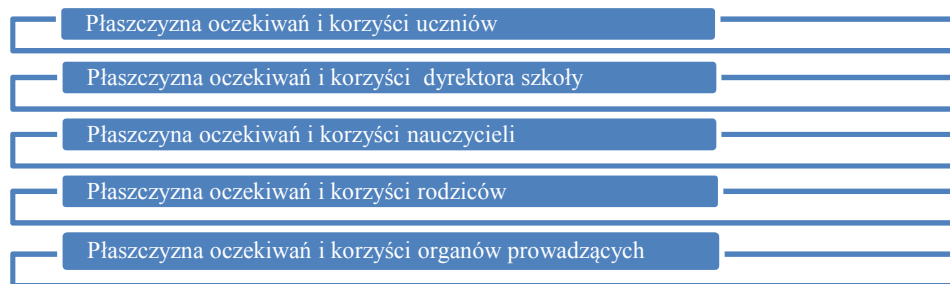 Płaszczyzna oczekiwań i korzyści uczniów
Płaszczyzna oczekiwań i korzyści dyrektora szkoły
Płaszczyna oczekiwań i korzyści nauczycieli
Płaszczyzna oczekiwań i korzyści rodziców
Płaszczyzna oczekiwań i korzyści organów prowadzących